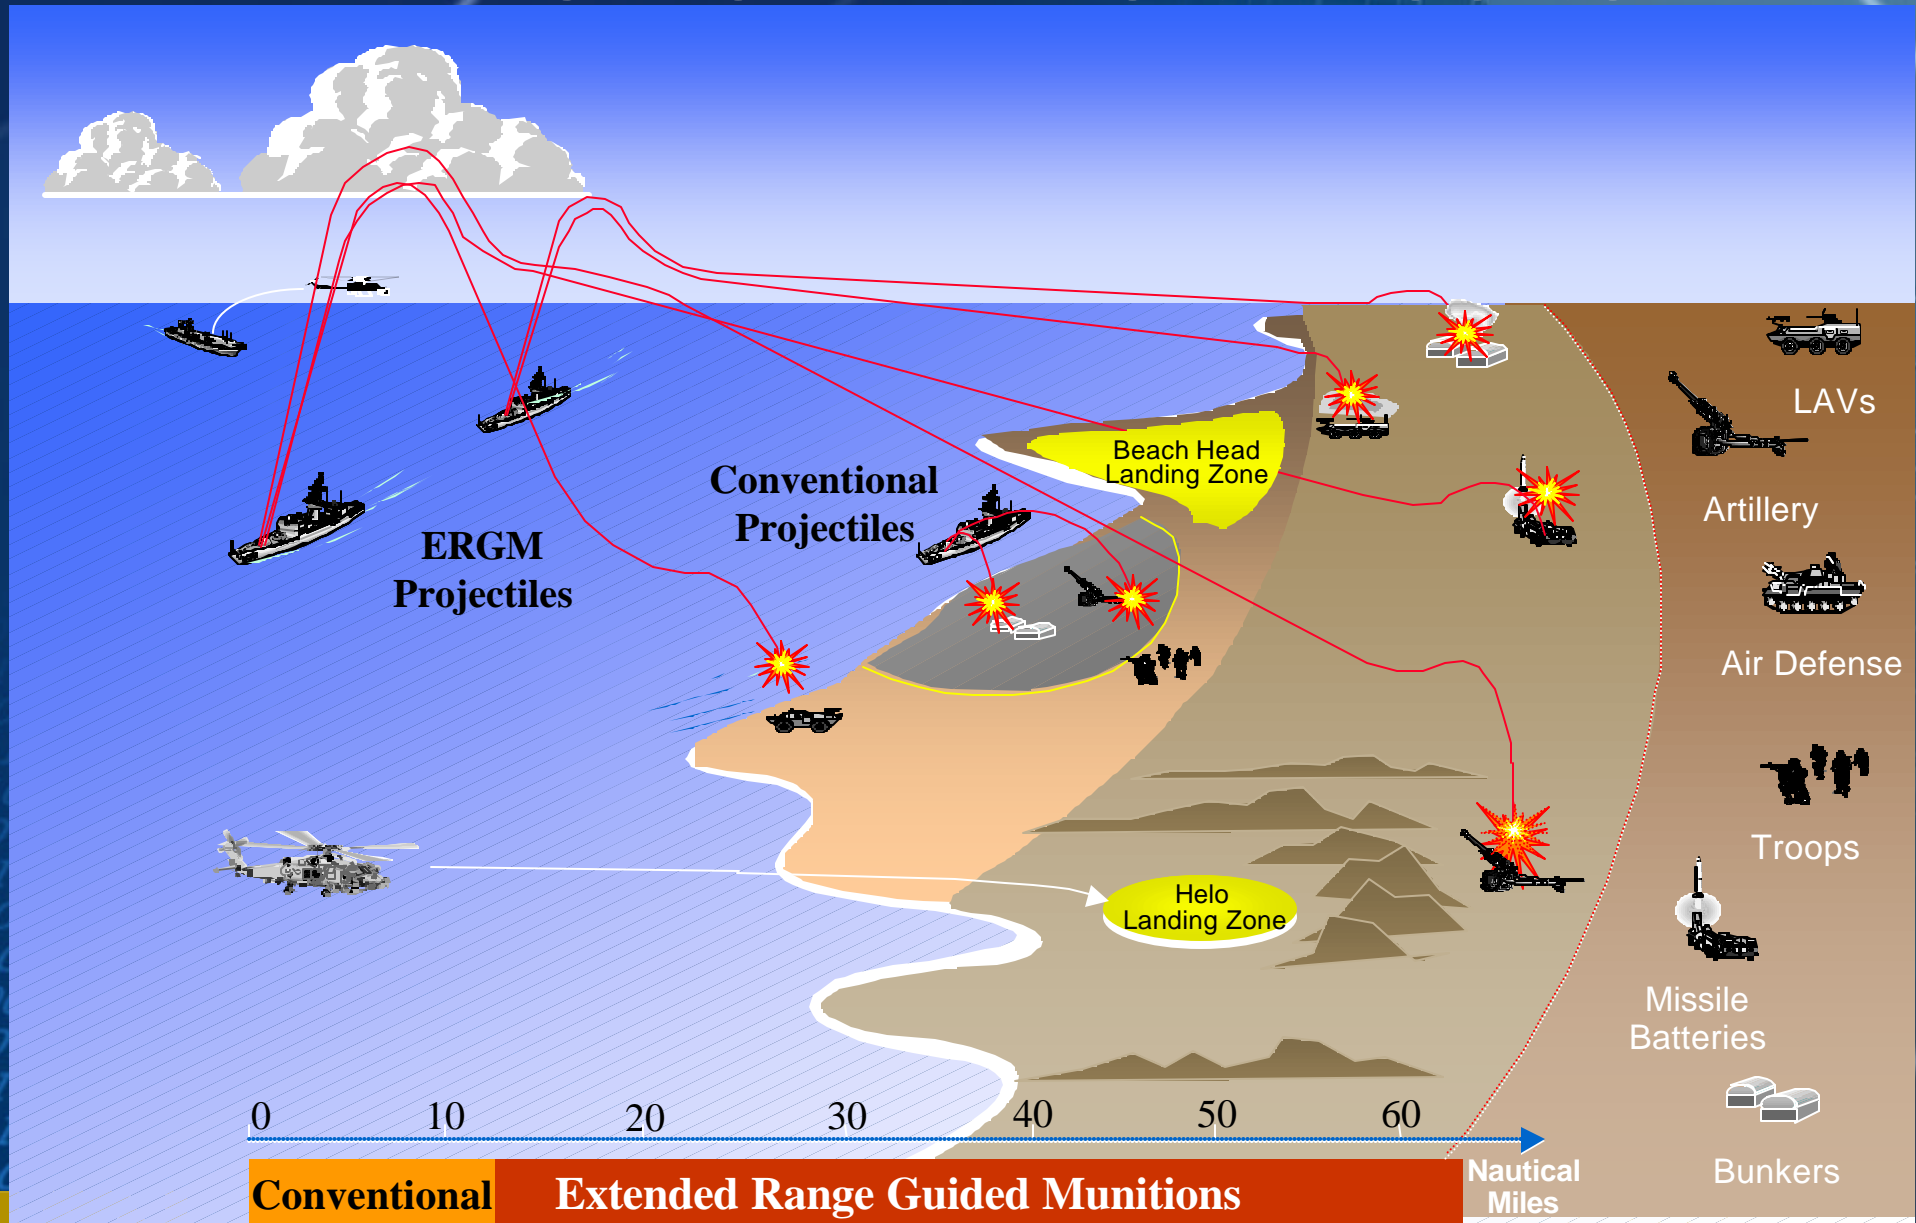 LAVs
Beach Head
Landing Zone
Conventional
Projectiles
Artillery
ERGM
Projectiles
Air Defense
Troops
Helo
Landing Zone
Missile
Batteries
0 10 20 30 40 50 60
Nautical
Miles
Bunkers
Conventional
Extended Range Guided Munitions